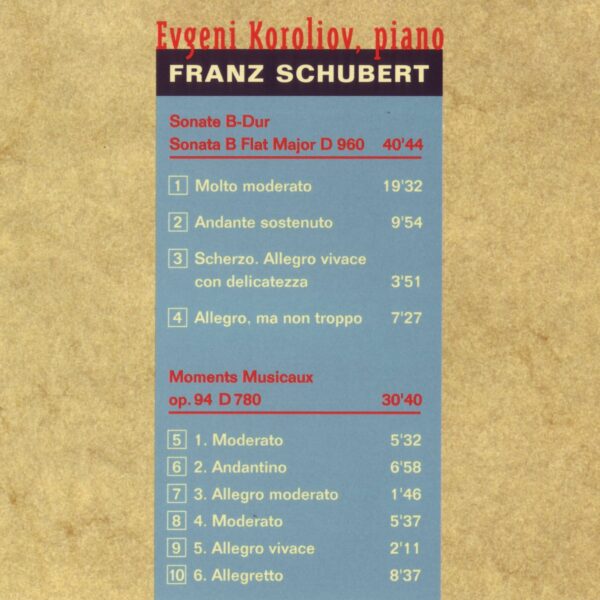 Evgeni Koroliov, piano
FRANZ SCHUBERT
Sonate B-Dur
Sonata B Flat Major D 960 40'44
1 Molto moderato 19'32
2 Andante sostenuto 9'54
3 Scherzo. Allegro vivace
con delicatezza 3'51
4 Allegro, ma non troppo 7'27
Moments Musicaux
op. 94 D 780 30'40
5 1. Moderato 5'32
6 2. Andantino 6'58
7 3. Allegro moderato 1'46
8 4. Moderato 5'37
9 5. Allegro vivace 2'11
10 6. Allegretto 8'37